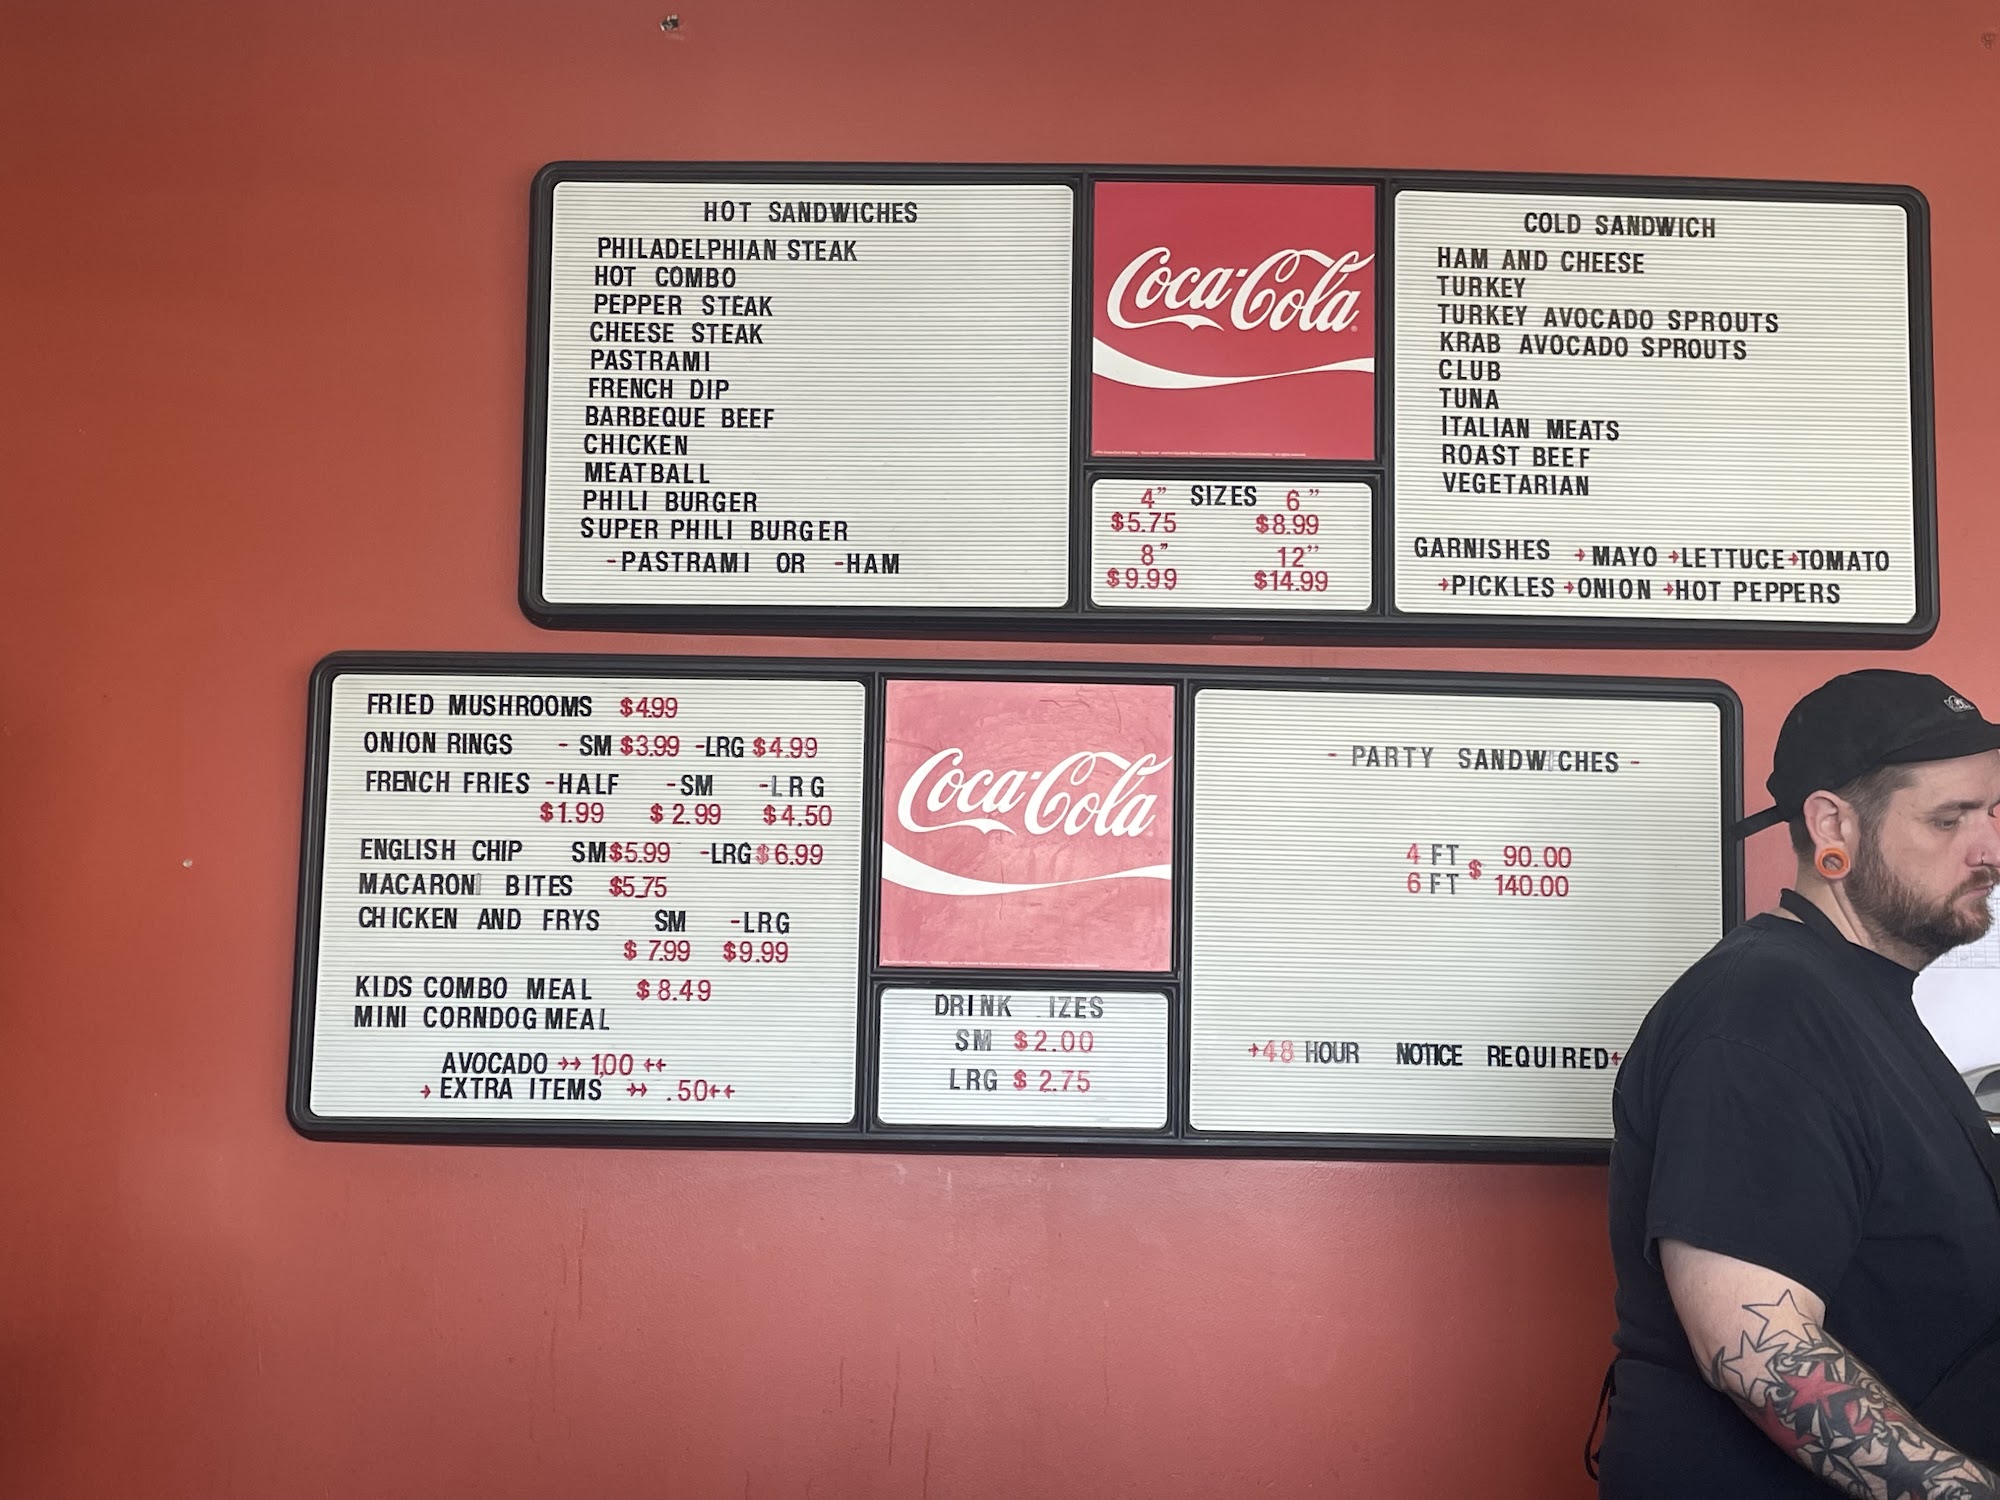 HOT SANDWICHES
PHILADELPHIAN STEAK
HOT COMBO
PEPPER STEAK
CHEESE STEAK
PASTRAMI
FRENCH DIP
BARBEQUE BEEF
CHICKEN
MEATBALL
PHILI BURGER
SUPER PHILI BURGER
-PASTRAMI OR -HAM
Coca-Cola
4" SIZES 6"
$5.75 $8.99
8" 12"
$9.99 $14.99
COLD SANDWICH
HAM AND CHEESE
TURKEY
TURKEY AVOCADO SPROUTS
KRAB AVOCADO SPROUTS
CLUB
TUNA
ITALIAN MEATS
ROAST BEEF
VEGETARIAN
GARNISHES →MAYO →LETTUCE→TOMATO
→PICKLES →ONION →HOT PEPPERS
FRIED MUSHROOMS $4.99
ONION RINGS - SM $3.99 -LRG $4.99
FRENCH FRIES -HALF -SM -LRG
$1.99 $2.99 $4.50
ENGLISH CHIP SM$5.99 -LRG$6.99
MACARONI BITES $5.75
CHICKEN AND FRYS SM -LRG
$7.99 $9.99
KIDS COMBO MEAL $8.49
MINI CORNDOG MEAL
AVOCADO →→ 1,00 ←←
→ EXTRA ITEMS →→ .50←←
Coca-Cola
DRINK IZES
SM $2.00
LRG $2.75
- PARTY SANDWICHES -
4 FT $ 90.00
6 FT 140.00
→48 HOUR NOTICE REQUIRED←